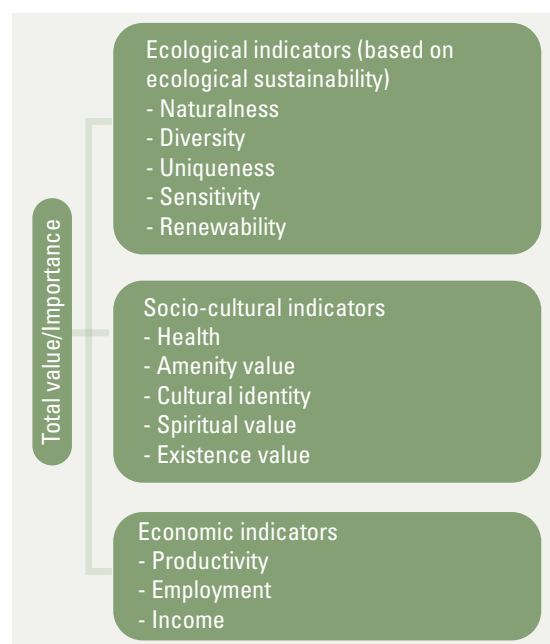 Total value/Importance
Ecological indicators (based on
ecological sustainability)
- Naturalness
- Diversity
- Uniqueness
- Sensitivity
- Renewability
Socio-cultural indicators
- Health
- Amenity value
- Cultural identity
- Spiritual value
- Existence value
Economic indicators
- Productivity
- Employment
- Income